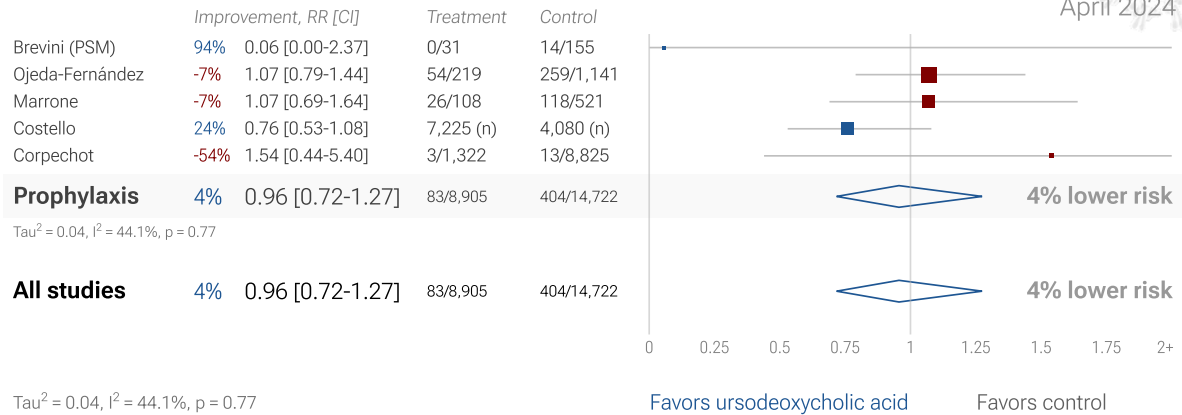 April 2024
Improvement, RR [CI] Treatment Control
Brevini (PSM) 94% 0.06 [0.00-2.37] 0/31 14/155
Ojeda-Fernández -7% 1.07 [0.79-1.44] 54/219 259/1,141
Marrone -7% 1.07 [0.69-1.64] 26/108 118/521
Costello 24% 0.76 [0.53-1.08] 7,225 (n) 4,080 (n)
Corpechot -54% 1.54 [0.44-5.40] 3/1,322 13/8,825
Prophylaxis 4% 0.96 [0.72-1.27] 83/8,905 404/14,722 4% lower risk
Tau² = 0.04, I² = 44.1%, p = 0.77
All studies 4% 0.96 [0.72-1.27] 83/8,905 404/14,722 4% lower risk
0 0.25 0.5 0.75 1 1.25 1.5 1.75 2+
Tau² = 0.04, I² = 44.1%, p = 0.77 Favors ursodeoxycholic acid Favors control